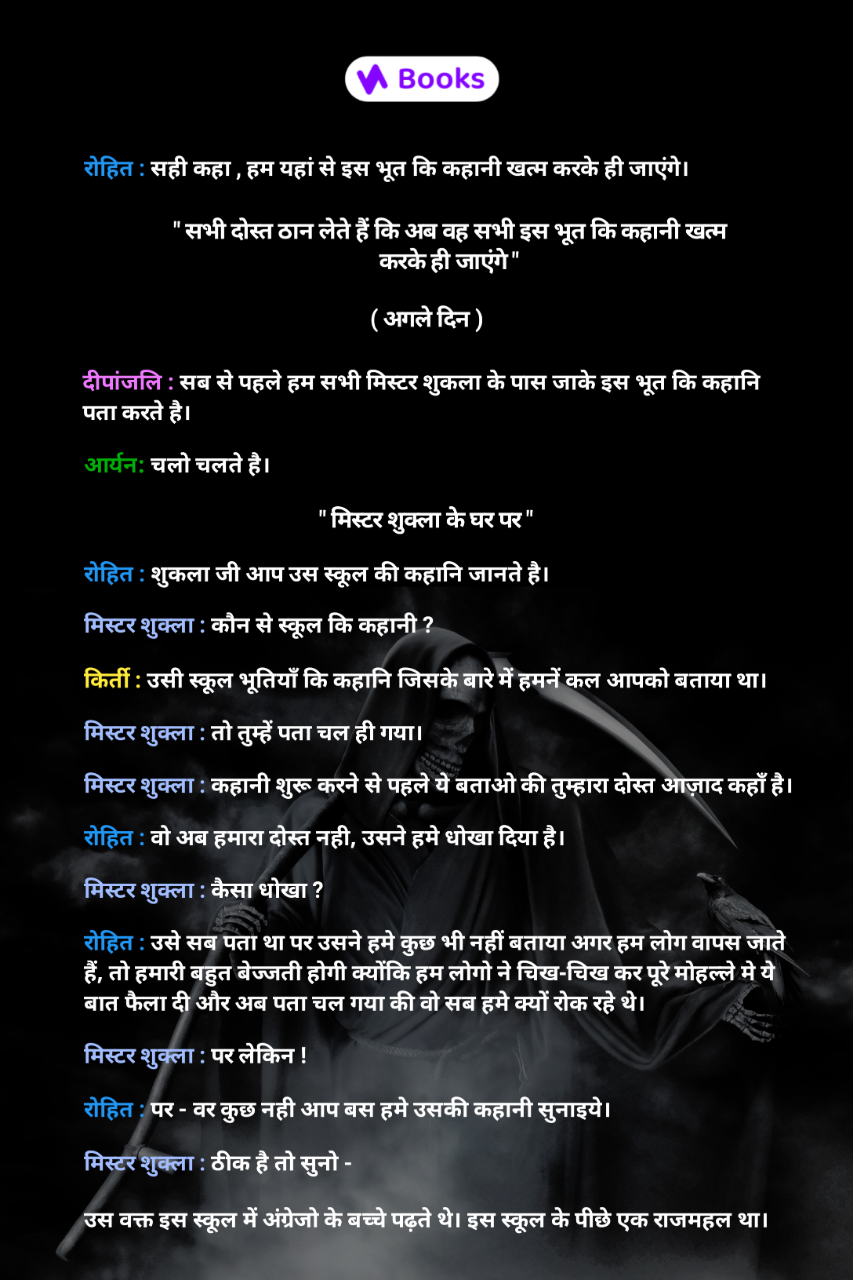 Books
रोहित : सही कहा , हम यहां से इस भूत कि कहानी खत्म करके ही जाएंगे।
" सभी दोस्त ठान लेते हैं कि अब वह सभी इस भूत कि कहानी खत्म
करके ही जाएंगे "
( अगले दिन )
दीपांजलि : सब से पहले हम सभी मिस्टर शुकला के पास जाके इस भूत कि कहानि
पता करते है।
आर्यन: चलो चलते है।
" मिस्टर शुक्ला के घर पर "
रोहित : शुकला जी आप उस स्कूल की कहानि जानते है।
मिस्टर शुक्ला : कौन से स्कूल कि कहानी ?
किर्ती : उसी स्कूल भूतियाँ कि कहानि जिसके बारे में हमनें कल आपको बताया था।
मिस्टर शुक्ला : तो तुम्हें पता चल ही गया।
मिस्टर शुक्ला : कहानी शुरू करने से पहले ये बताओ की तुम्हारा दोस्त आज़ाद कहाँ है।
रोहित : वो अब हमारा दोस्त नही, उसने हमे धोखा दिया है।
मिस्टर शुक्ला : कैसा धोखा ?
रोहित : उसे सब पता था पर उसने हमे कुछ भी नहीं बताया अगर हम लोग वापस जाते
हैं, तो हमारी बहुत बेज्जती होगी क्योंकि हम लोगो ने चिख-चिख कर पूरे मोहल्ले मे ये
बात फैला दी और अब पता चल गया की वो सब हमे क्यों रोक रहे थे।
मिस्टर शुक्ला : पर लेकिन !
रोहित : पर - वर कुछ नही आप बस हमे उसकी कहानी सुनाइये।
मिस्टर शुक्ला : ठीक है तो सुनो -
उस वक्त इस स्कूल में अंग्रेजो के बच्चे पढ़ते थे। इस स्कूल के पीछे एक राजमहल था।